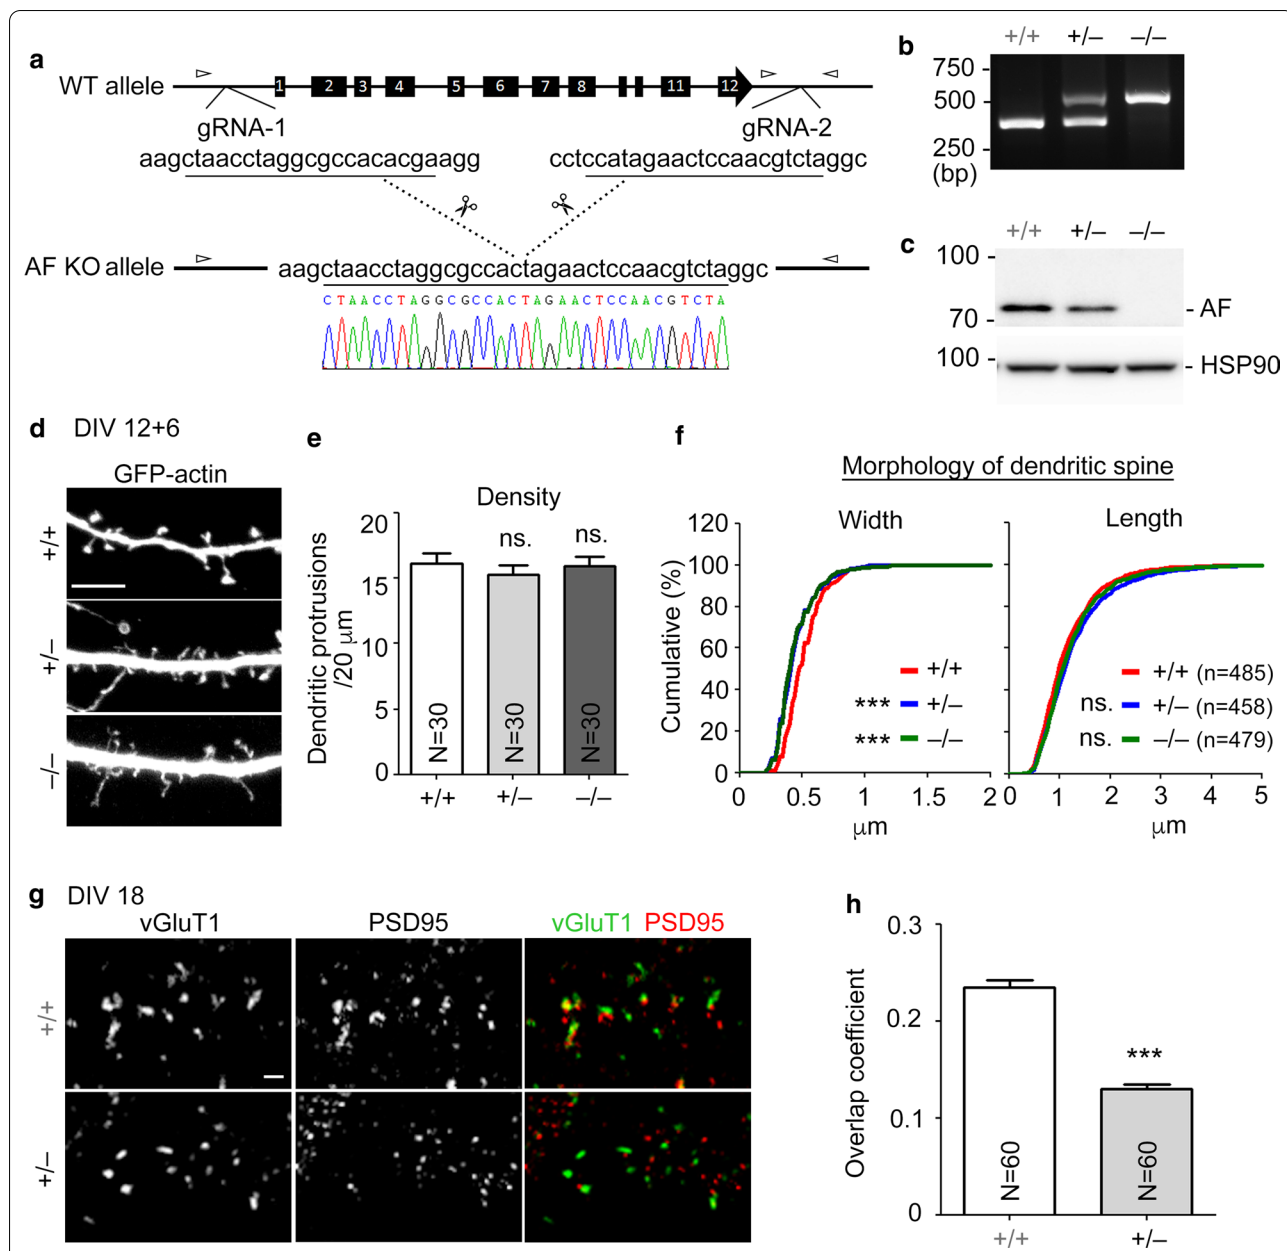 a
WT allele
1 2 3 4 5 6 7 8 11 12
gRNA-1
gRNA-2
aagctaacctaggcgccacacgaagg
cctccatagaactccaacgtctaggc
AF KO allele
aagctaacctaggcgccactagaactccaacgtctaggc
CTAACCTAGGCGCCACTAGAACTCCAACGTCTA
b
+/+ +/– –/–
750
500
250
(bp)
c
+/+ +/– –/–
100
70
AF
100
HSP90
d DIV 12+6
GFP-actin
+/+
+/–
–/–
e
Density
Dendritic protrusions
/20 μm
20
15
10
5
0
ns.
ns.
N=30
N=30
N=30
+/+ +/– –/–
f
Morphology of dendritic spine
Width
Cumulative (%)
120
100
80
60
40
20
0
+/+
*** +/–
*** –/–
0 0.5 1 1.5 2
μm
Length
+/+ (n=485)
ns. +/– (n=458)
ns. –/– (n=479)
0 1 2 3 4 5
μm
g DIV 18
vGluT1
PSD95
vGluT1 PSD95
+/+
+/–
h
Overlap coefficient
0.3
0.2
0.1
0
***
N=60
N=60
+/+ +/–